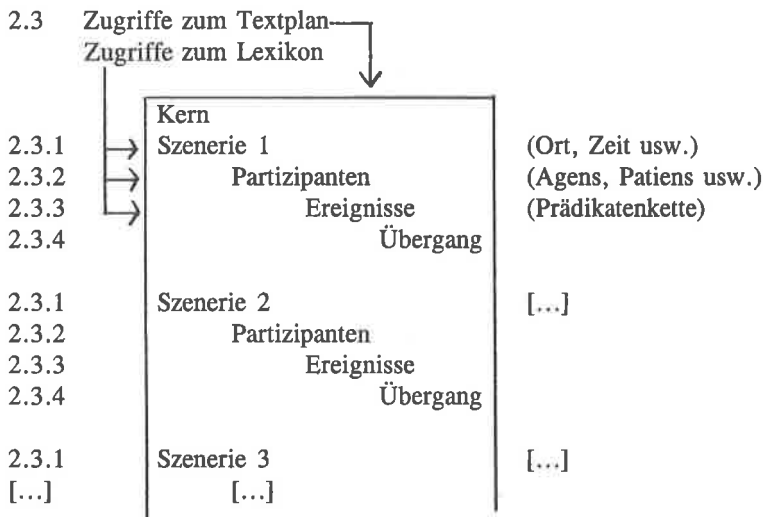 2.3 Zugriffe zum Textplan
Zugriffe zum Lexikon
Kern
2.3.1 Szenerie 1 (Ort, Zeit usw.)
2.3.2 Partizipanten (Agens, Patiens usw.)
2.3.3 Ereignisse (Prädikatenkette)
2.3.4 Übergang
2.3.1 Szenerie 2 [...]
2.3.2 Partizipanten
2.3.3 Ereignisse
2.3.4 Übergang
2.3.1 Szenerie 3 [...]
[...] [...]